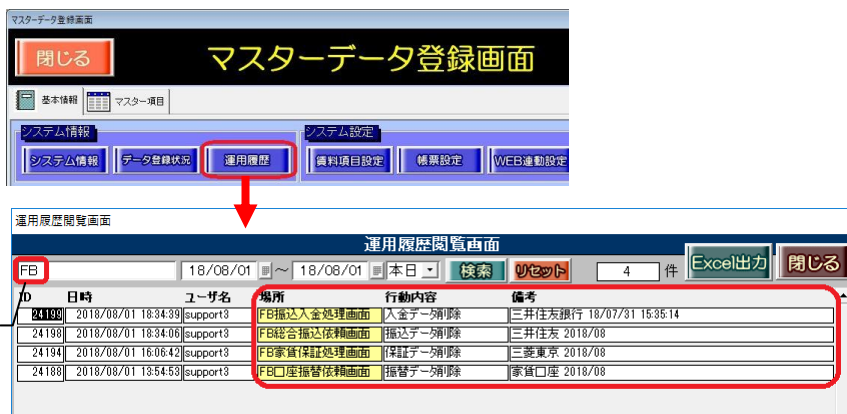 マスターデータ登録画面
閉じる マスターデータ登録画面
基本情報 マスター項目
システム情報 システム設定
システム情報 データ登録状況 運用履歴 賃料項目設定 帳票設定 WEB連動設定
運用履歴閲覧画面
運用履歴閲覧画面
FB 18/08/01 ～ 18/08/01 本日 検索 リセット 4 件 Excel出力 閉じる
ID 日時 ユーザ名 場所 行動内容 備考
24199 2018/08/01 18:34:39 support3 FB振込入金処理画面 入金データ削除 三井住友銀行 18/07/31 15:35:14
24198 2018/08/01 18:34:06 support3 FB総合振込依頼画面 振込データ削除 三井住友 2018/08
24194 2018/08/01 16:06:42 support3 FB家賃保証処理画面 保証データ削除 三菱東京 2018/08
24188 2018/08/01 13:54:53 support3 FB口座振替依頼画面 振替データ削除 家賃口座 2018/08